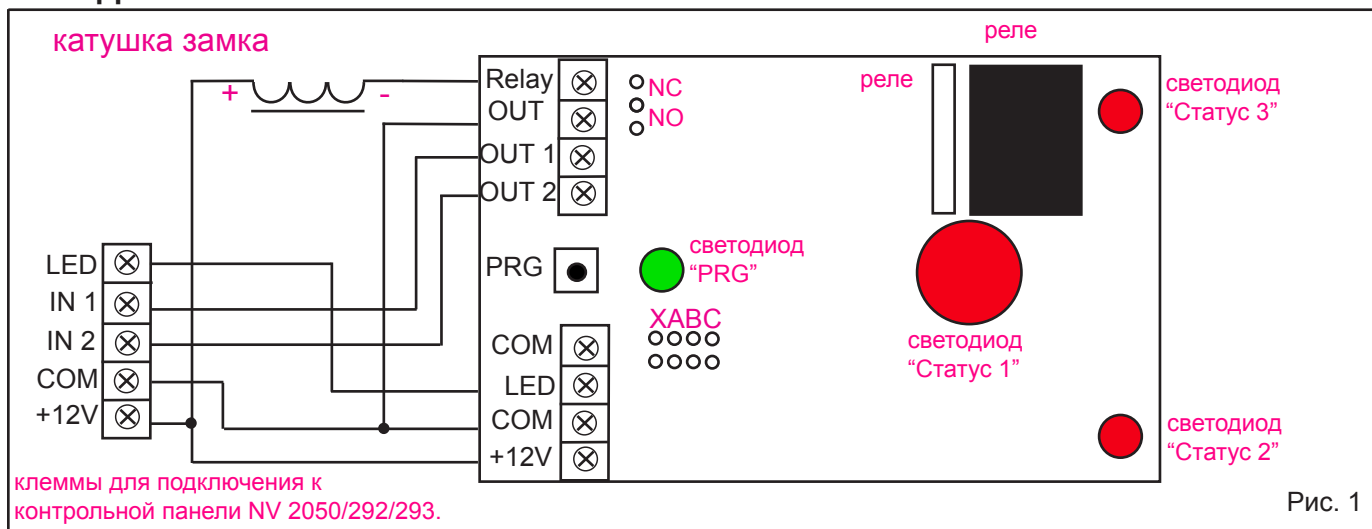 катушка замка
реле
реле
светодиод
“Статус 3”
+
-
Relay
OUT
OUT 1
OUT 2
NC
NO
PRG
светодиод
“PRG”
XABC
светодиод
“Статус 1”
LED
IN 1
IN 2
COM
+12V
COM
LED
COM
+12V
светодиод
“Статус 2”
клеммы для подключения к
контрольной панели NV 2050/292/293.
Рис. 1